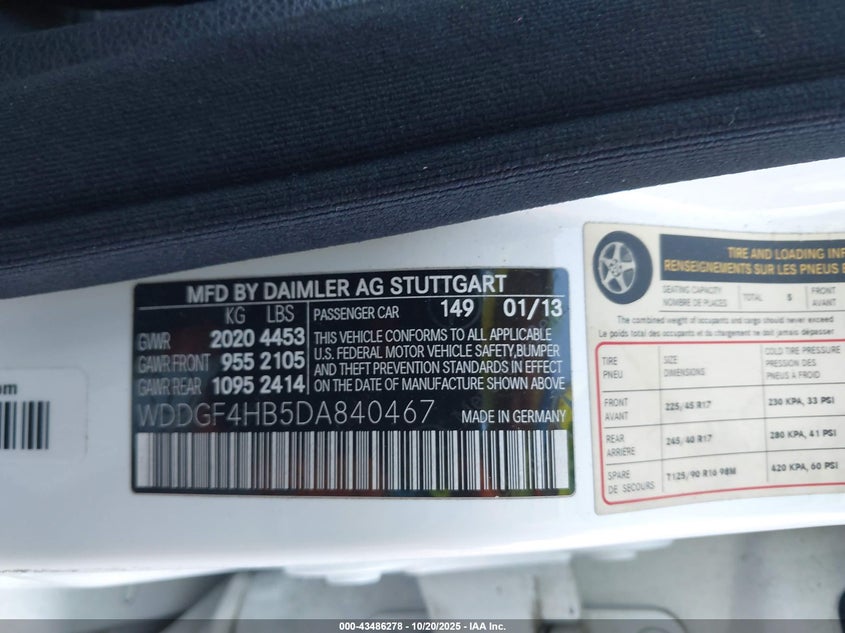 MFD BY DAIMLER AG STUTTGART
KG LBS
GVWR 2020 4453
GAWR FRONT 955 2105
GAWR REAR 1095 2414
PASSENGER CAR 149 01/13
THIS VEHICLE CONFORMS TO ALL APPLICABLE
U.S. FEDERAL MOTOR VEHICLE SAFETY,BUMPER
AND THEFT PREVENTION STANDARDS IN EFFECT
ON THE DATE OF MANUFACTURE SHOWN ABOVE
WDDGF4HB5DA840467 MADE IN GERMANY
om
TIRE AND LOADING INF
RENSEIGNEMENTS SUR LES PNEUS
SEATING CAPACITY
NOMBRE DE PLACES
TOTAL 5
FRONT
AVANT
The combined weight of occupants and cargo should never
Le poids total des occupants et du chargement ne doit jamais dépasser
TIRE
PNEU
SIZE
DIMENSIONS
COLD TIRE PRESSURE
PRESSION DES
PNEUS A FROID
FRONT
AVANT
225/45 R17
230 KPA, 33 PSI
REAR
ARRIERE
245/40 R17
280 KPA, 41 PSI
SPARE
DE SECOURS
T125/90 R16 98M
420 KPA, 60 PSI
000-43486278 - 10/20/2025 - IAA Inc.